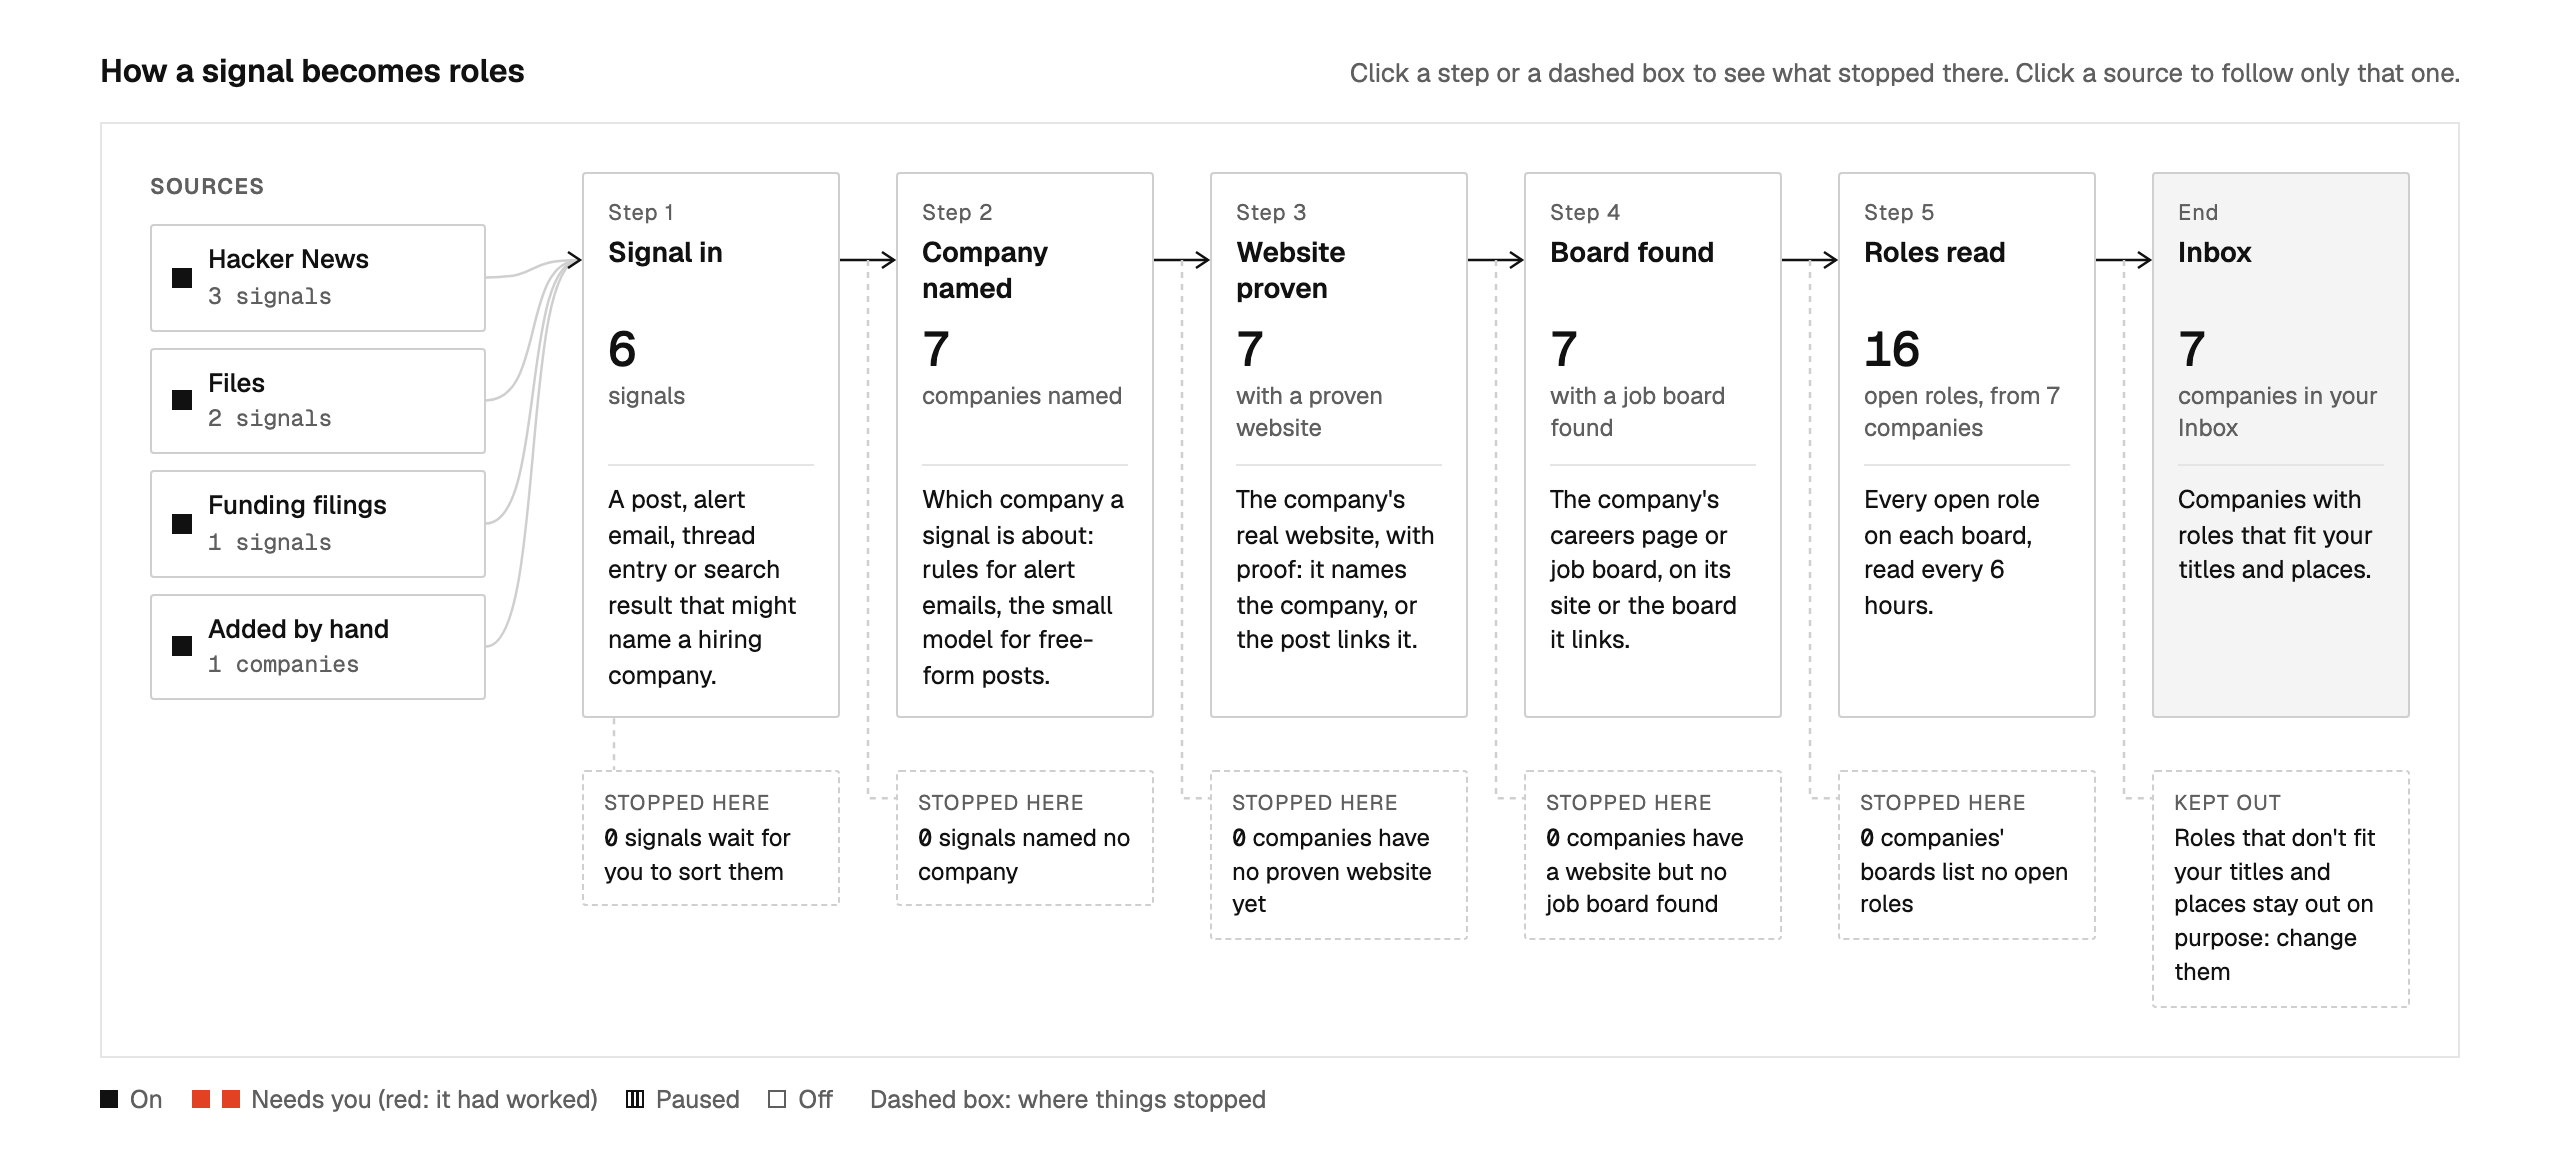 How a signal becomes roles
Click a step or a dashed box to see what stopped there. Click a source to follow only that one.
SOURCES
Hacker News
3 signals
Files
2 signals
Funding filings
1 signals
Added by hand
1 companies
Step 1
Signal in
6
signals
A post, alert
email, thread
entry or search
result that might
name a hiring
company.
STOPPED HERE
0 signals wait for
you to sort them
Step 2
Company
named
7
companies named
Which company a
signal is about:
rules for alert
emails, the small
model for free-
form posts.
STOPPED HERE
0 signals named no
company
Step 3
Website
proven
7
with a proven
website
The company's
real website, with
proof: it names
the company, or
the post links it.
STOPPED HERE
0 companies have
no proven website
yet
Step 4
Board found
7
with a job board
found
The company's
careers page or
job board, on its
site or the board
it links.
STOPPED HERE
0 companies have
a website but no
job board found
Step 5
Roles read
16
open roles, from 7
companies
Every open role
on each board,
read every 6
hours.
STOPPED HERE
0 companies'
boards list no open
roles
End
Inbox
7
companies in your
Inbox
Companies with
roles that fit your
titles and places.
KEPT OUT
Roles that don't fit
your titles and
places stay out on
purpose: change
them
On
Needs you (red: it had worked)
Paused
Off
Dashed box: where things stopped